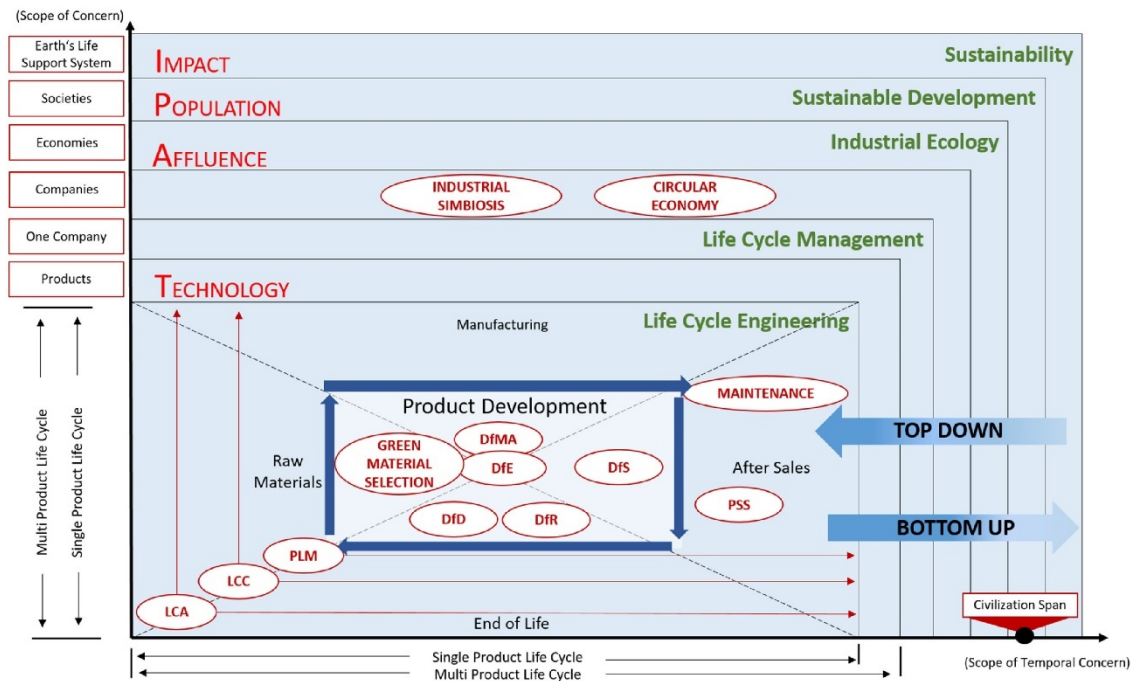 (Scope of Concern)
Earth's Life
Support System
IMPACT
Sustainability
Societies
POPULATION
Sustainable Development
Economies
AFFLUENCE
Industrial Ecology
Companies
INDUSTRIAL
SIMBIOSIS
CIRCULAR
ECONOMY
One Company
Life Cycle Management
Products
TECHNOLOGY
Life Cycle Engineering
Manufacturing
Multi Product Life Cycle
Single Product Life Cycle
Product Development
MAINTENANCE
TOP DOWN
GREEN
MATERIAL
SELECTION
DfMA
DfE
DfS
Raw
Materials
After Sales
PSS
DfD
DfR
BOTTOM UP
PLM
LCC
LCA
End of Life
Civilization Span
Single Product Life Cycle
Multi Product Life Cycle
(Scope of Temporal Concern)